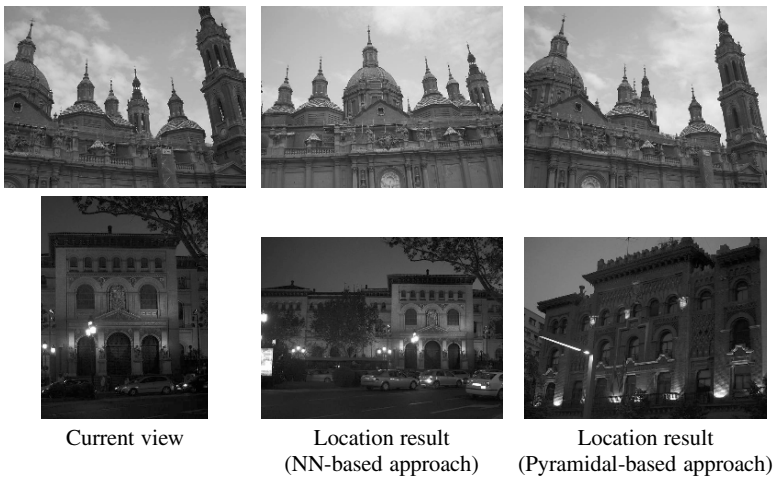 Current view
Location result
(NN-based approach)
Location result
(Pyramidal-based approach)